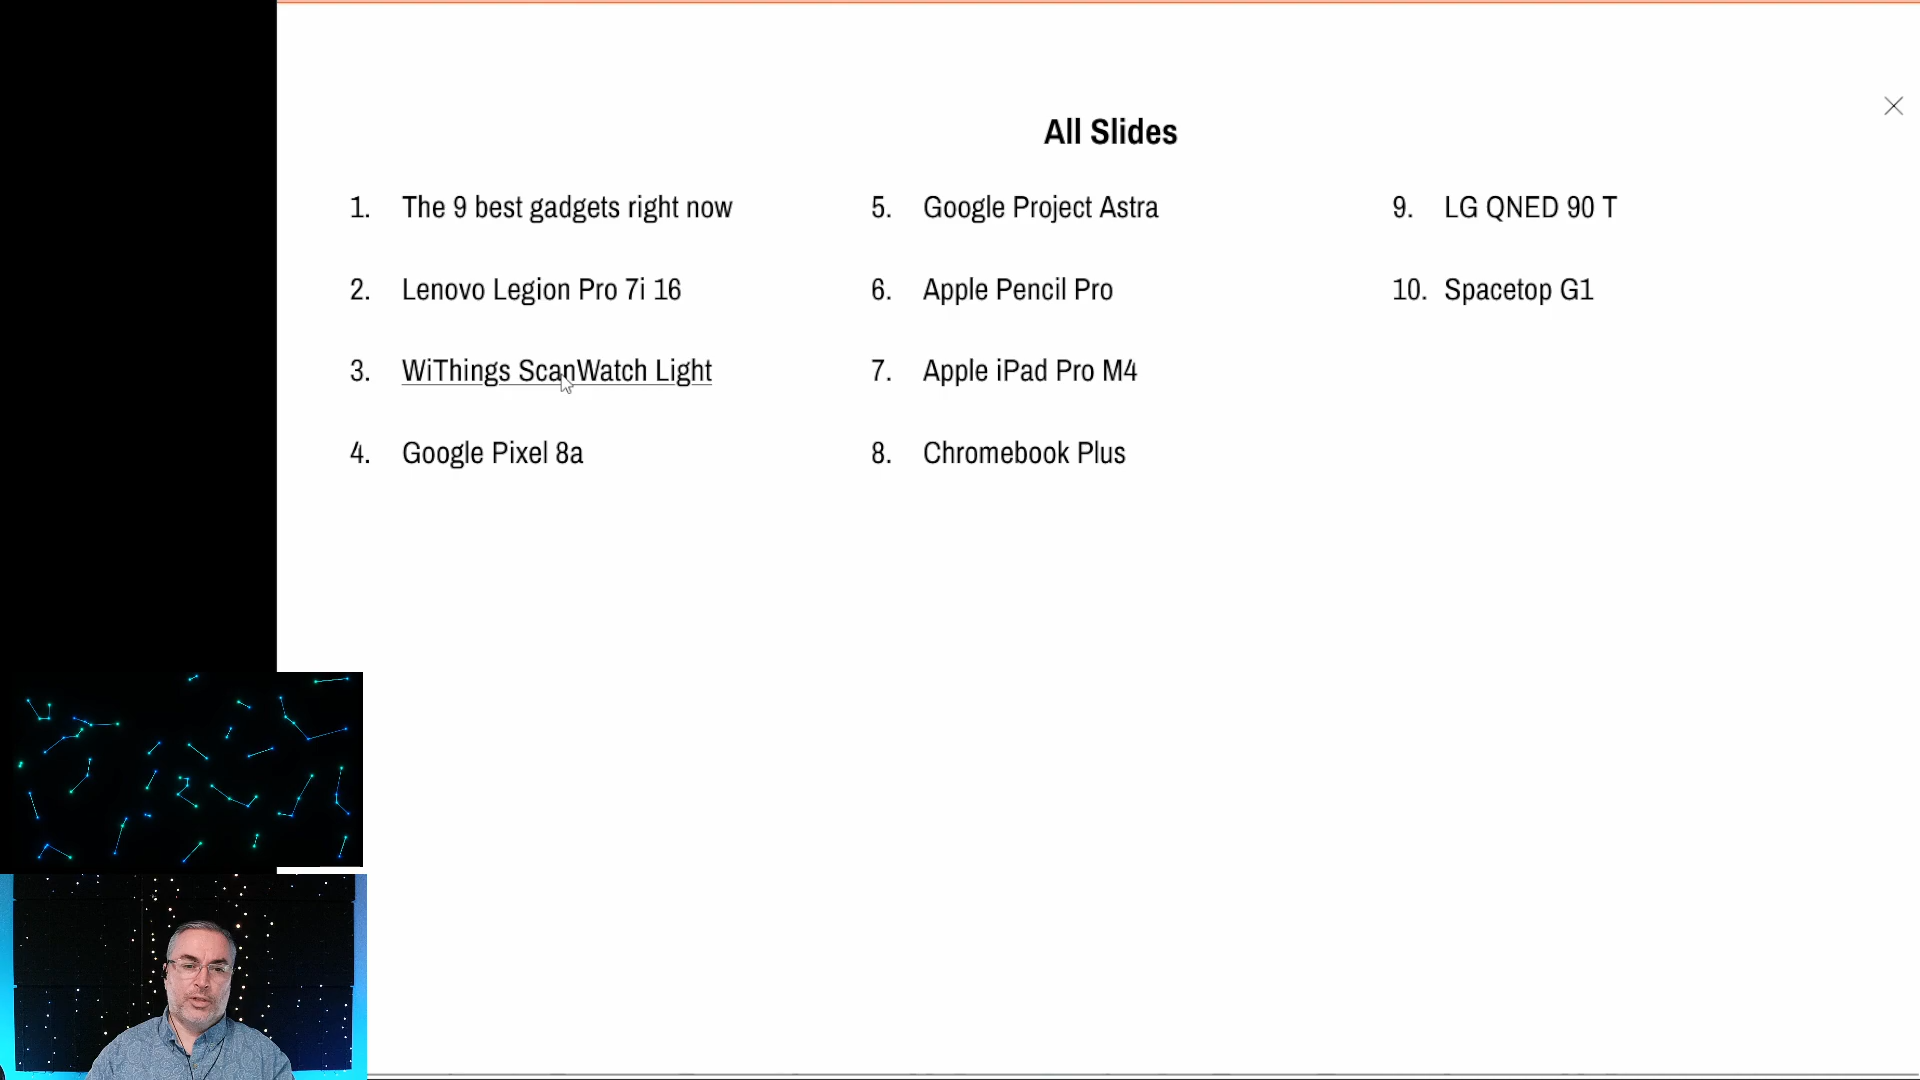 All Slides
1. The 9 best gadgets right now
2. Lenovo Legion Pro 7i 16
3. WiThings ScanWatch Light
4. Google Pixel 8a
5. Google Project Astra
6. Apple Pencil Pro
7. Apple iPad Pro M4
8. Chromebook Plus
9. LG QNED 90 T
10. Spacetop G1